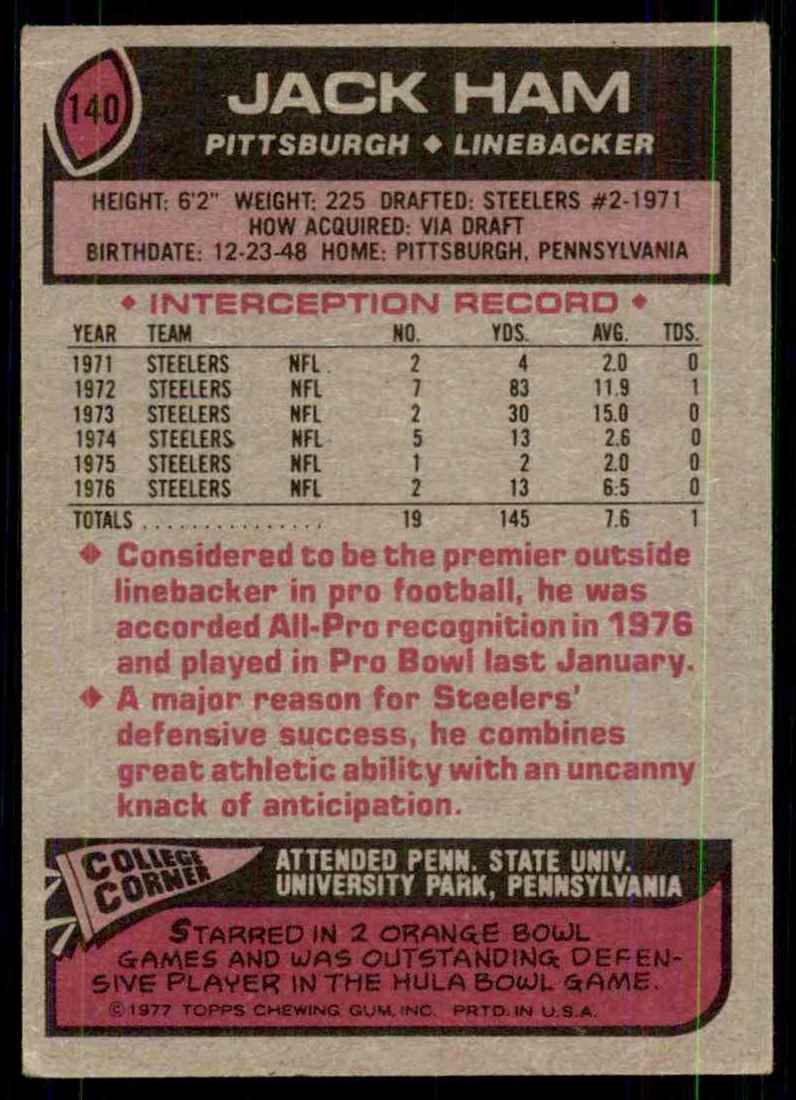 140
JACK HAM
PITTSBURGH ◆ LINEBACKER
HEIGHT: 6'2" WEIGHT: 225 DRAFTED: STEELERS #2-1971
HOW ACQUIRED: VIA DRAFT
BIRTHDATE: 12-23-48 HOME: PITTSBURGH, PENNSYLVANIA
◆ INTERCEPTION RECORD ◆
YEAR TEAM NO. YDS. AVG. TDS.
1971 STEELERS NFL 2 4 2.0 0
1972 STEELERS NFL 7 83 11.9 1
1973 STEELERS NFL 2 30 15.0 0
1974 STEELERS NFL 5 13 2.6 0
1975 STEELERS NFL 1 2 2.0 0
1976 STEELERS NFL 2 13 6.5 0
TOTALS . . . . . . . . . . . . . . . 19 145 7.6 1
◆ Considered to be the premier outside
linebacker in pro football, he was
accorded All-Pro recognition in 1976
and played in Pro Bowl last January.
◆ A major reason for Steelers'
defensive success, he combines
great athletic ability with an uncanny
knack of anticipation.
COLLEGE
CORNER
ATTENDED PENN. STATE UNIV.
UNIVERSITY PARK, PENNSYLVANIA
STARRED IN 2 ORANGE BOWL
GAMES AND WAS OUTSTANDING DEFEN-
SIVE PLAYER IN THE HULA BOWL GAME.
©1977 TOPPS CHEWING GUM, INC. PRTD. IN U.S.A.